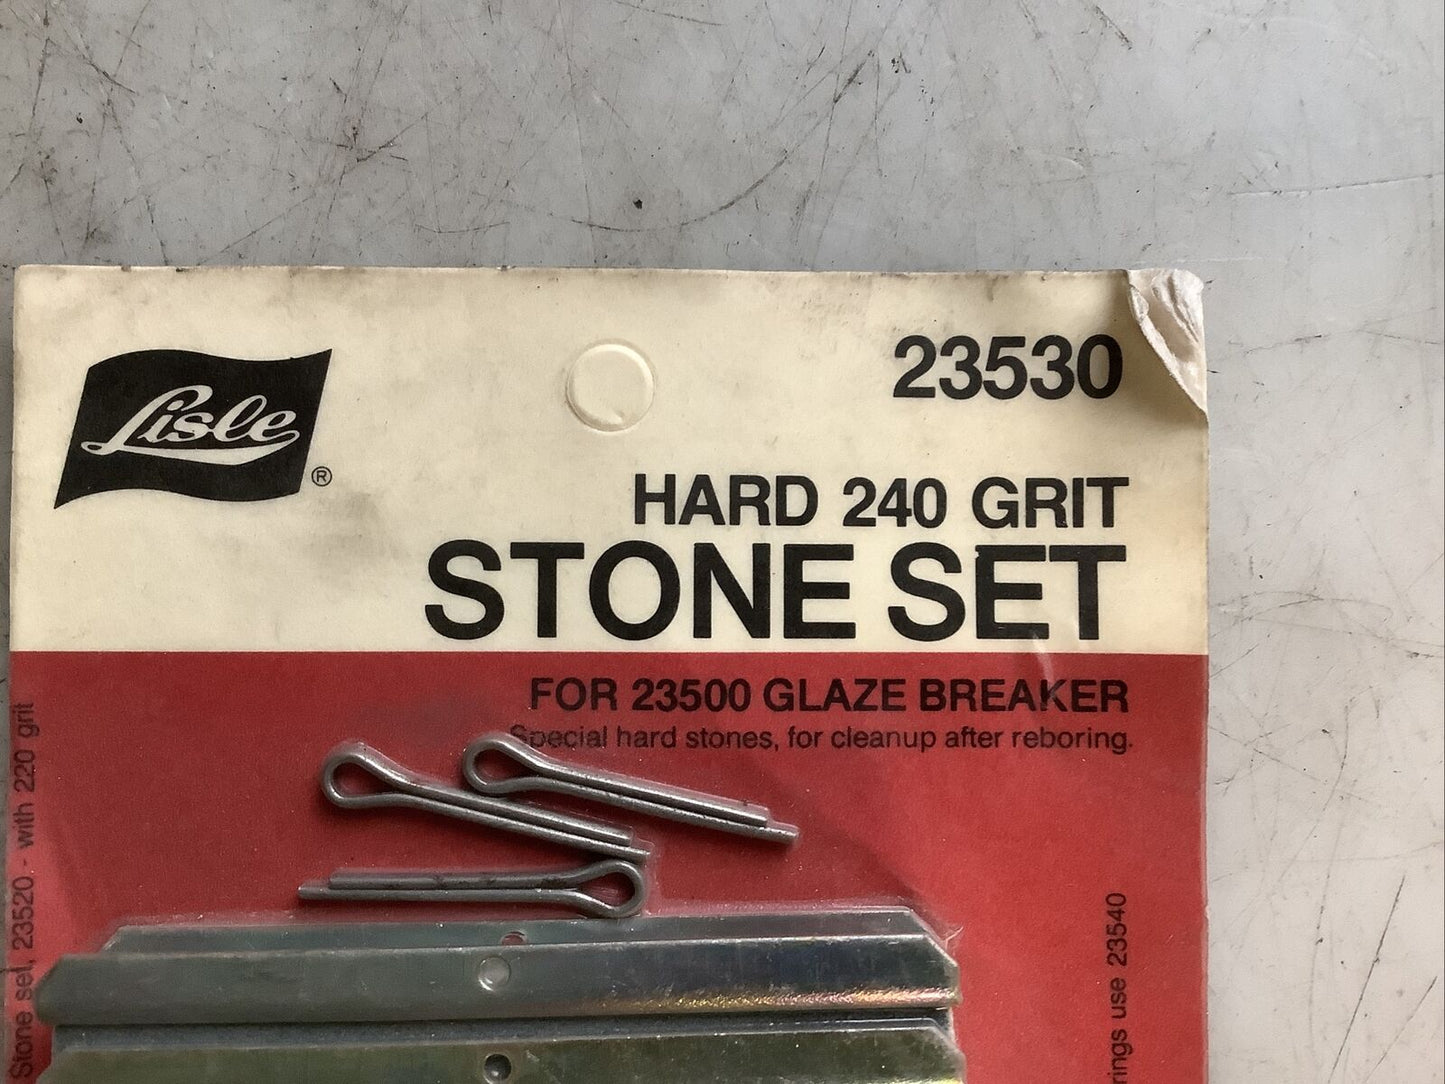 Lisle
®
23530
HARD 240 GRIT
STONE SET
FOR 23500 GLAZE BREAKER
Special hard stones, for cleanup after reboring.
Stone set, 23520 - with 220 grit
use 23540